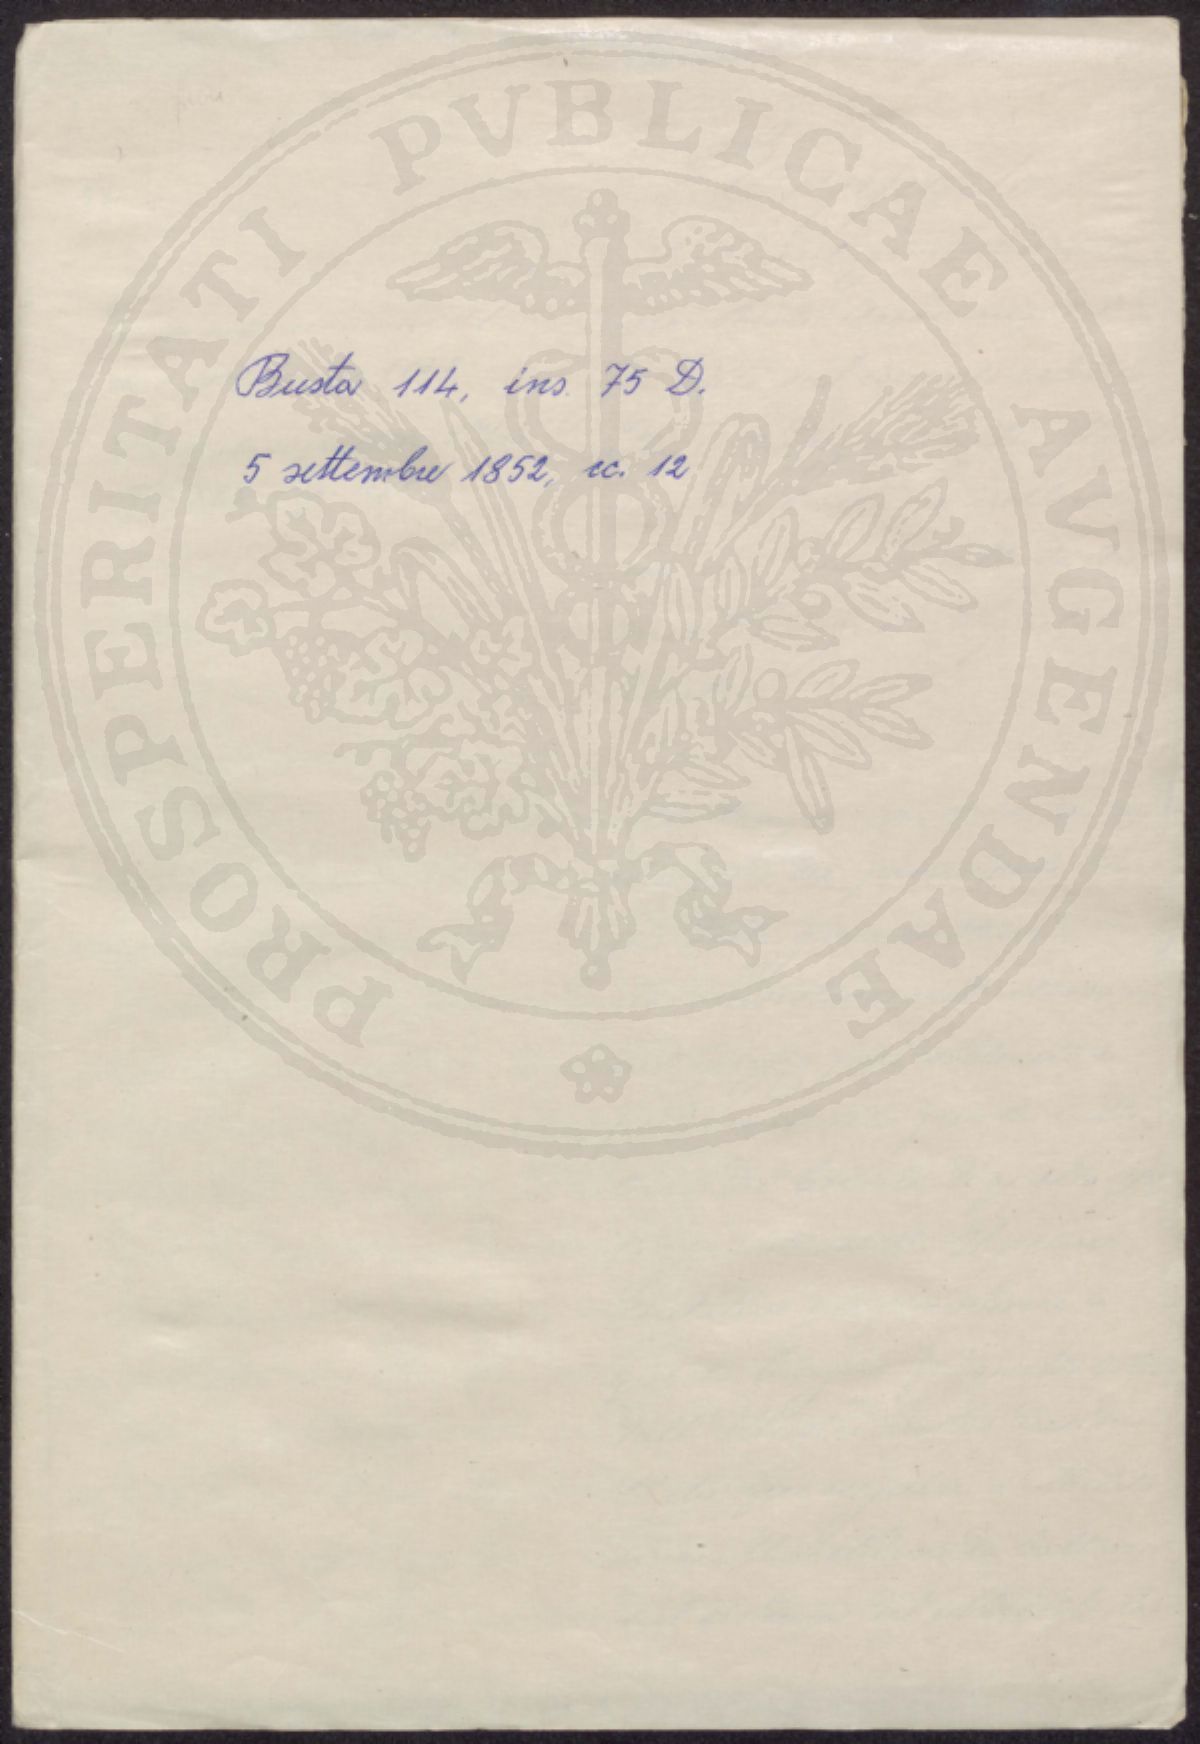 PROSPERITATI PVBLICAE AVGENDAE
Busta 114, ins. 75 D.
5 settembre 1852, cc. 12